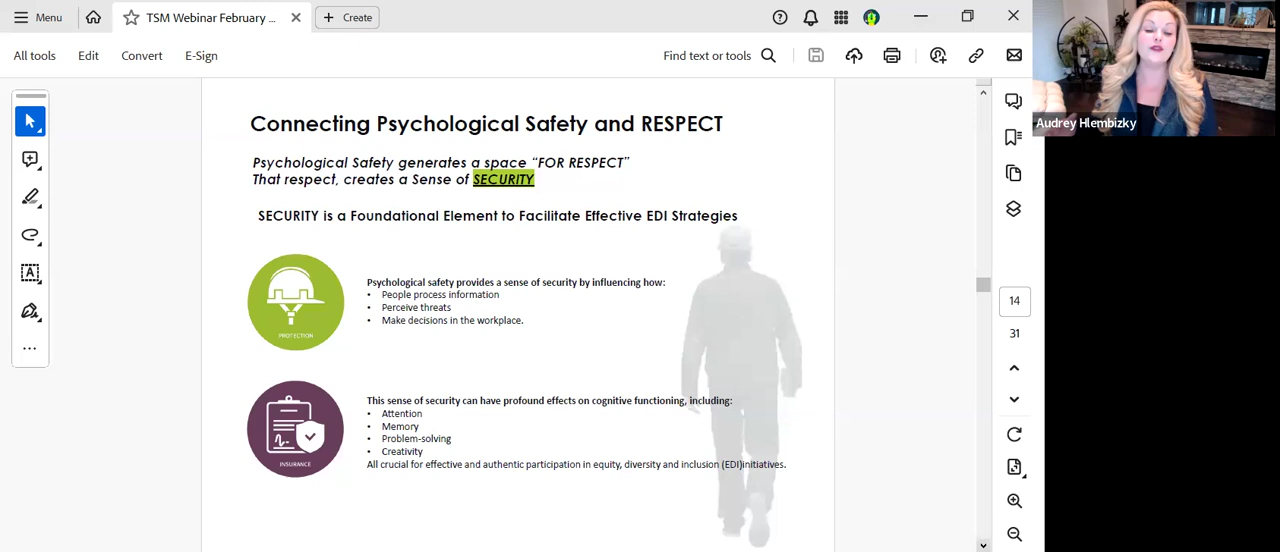 Menu
TSM Webinar February ...
Create
All tools
Edit
Convert
E-Sign
Find text or tools
Audrey Hlembizky
Connecting Psychological Safety and RESPECT
Psychological Safety generates a space “FOR RESPECT”
That respect, creates a Sense of SECURITY
SECURITY is a Foundational Element to Facilitate Effective EDI Strategies
PROTECTION
Psychological safety provides a sense of security by influencing how:
• People process information
• Perceive threats
• Make decisions in the workplace.
INSURANCE
This sense of security can have profound effects on cognitive functioning, including:
• Attention
• Memory
• Problem-solving
• Creativity
All crucial for effective and authentic participation in equity, diversity and inclusion (EDI)initiatives.
14
31